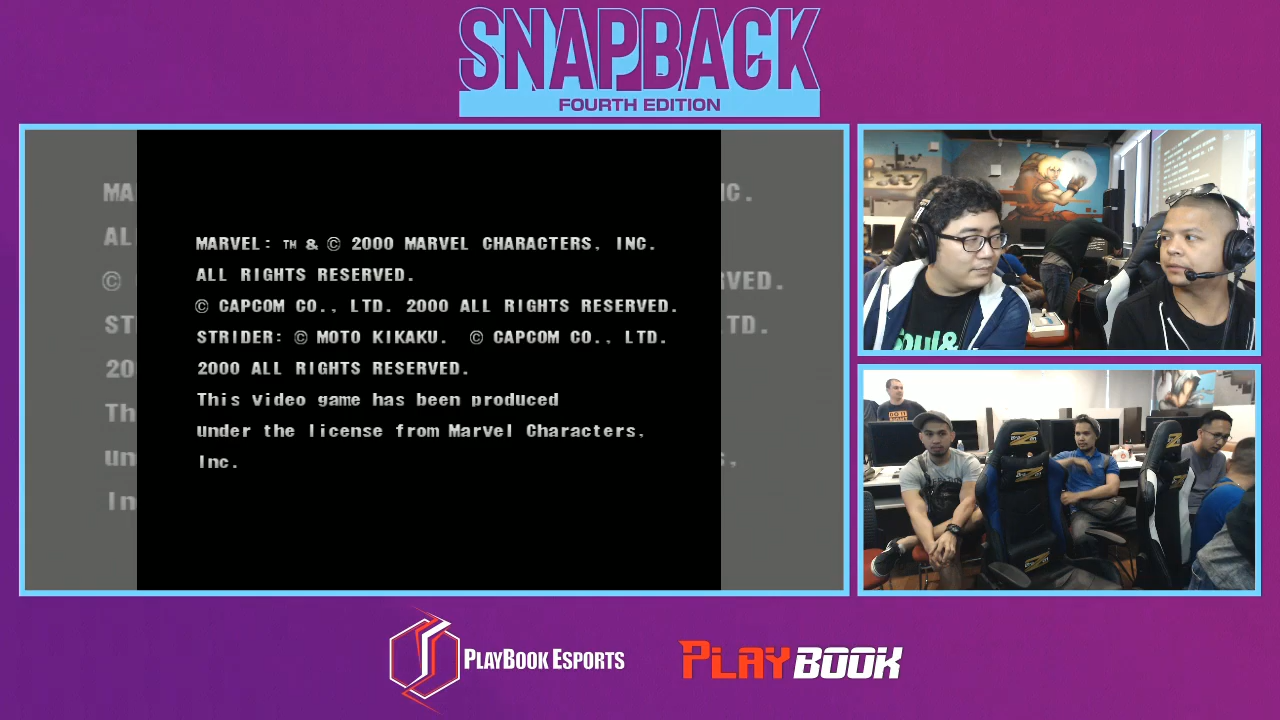 SNAPBACK
FOURTH EDITION
MARVEL: ™ & © 2000 MARVEL CHARACTERS, INC.
ALL RIGHTS RESERVED.
© CAPCOM CO., LTD. 2000 ALL RIGHTS RESERVED.
STRIDER: © MOTO KIKAKU. © CAPCOM CO., LTD.
2000 ALL RIGHTS RESERVED.
This video game has been produced
under the license from Marvel Characters,
Inc.
PLAYBOOK ESPORTS
PLAYBOOK